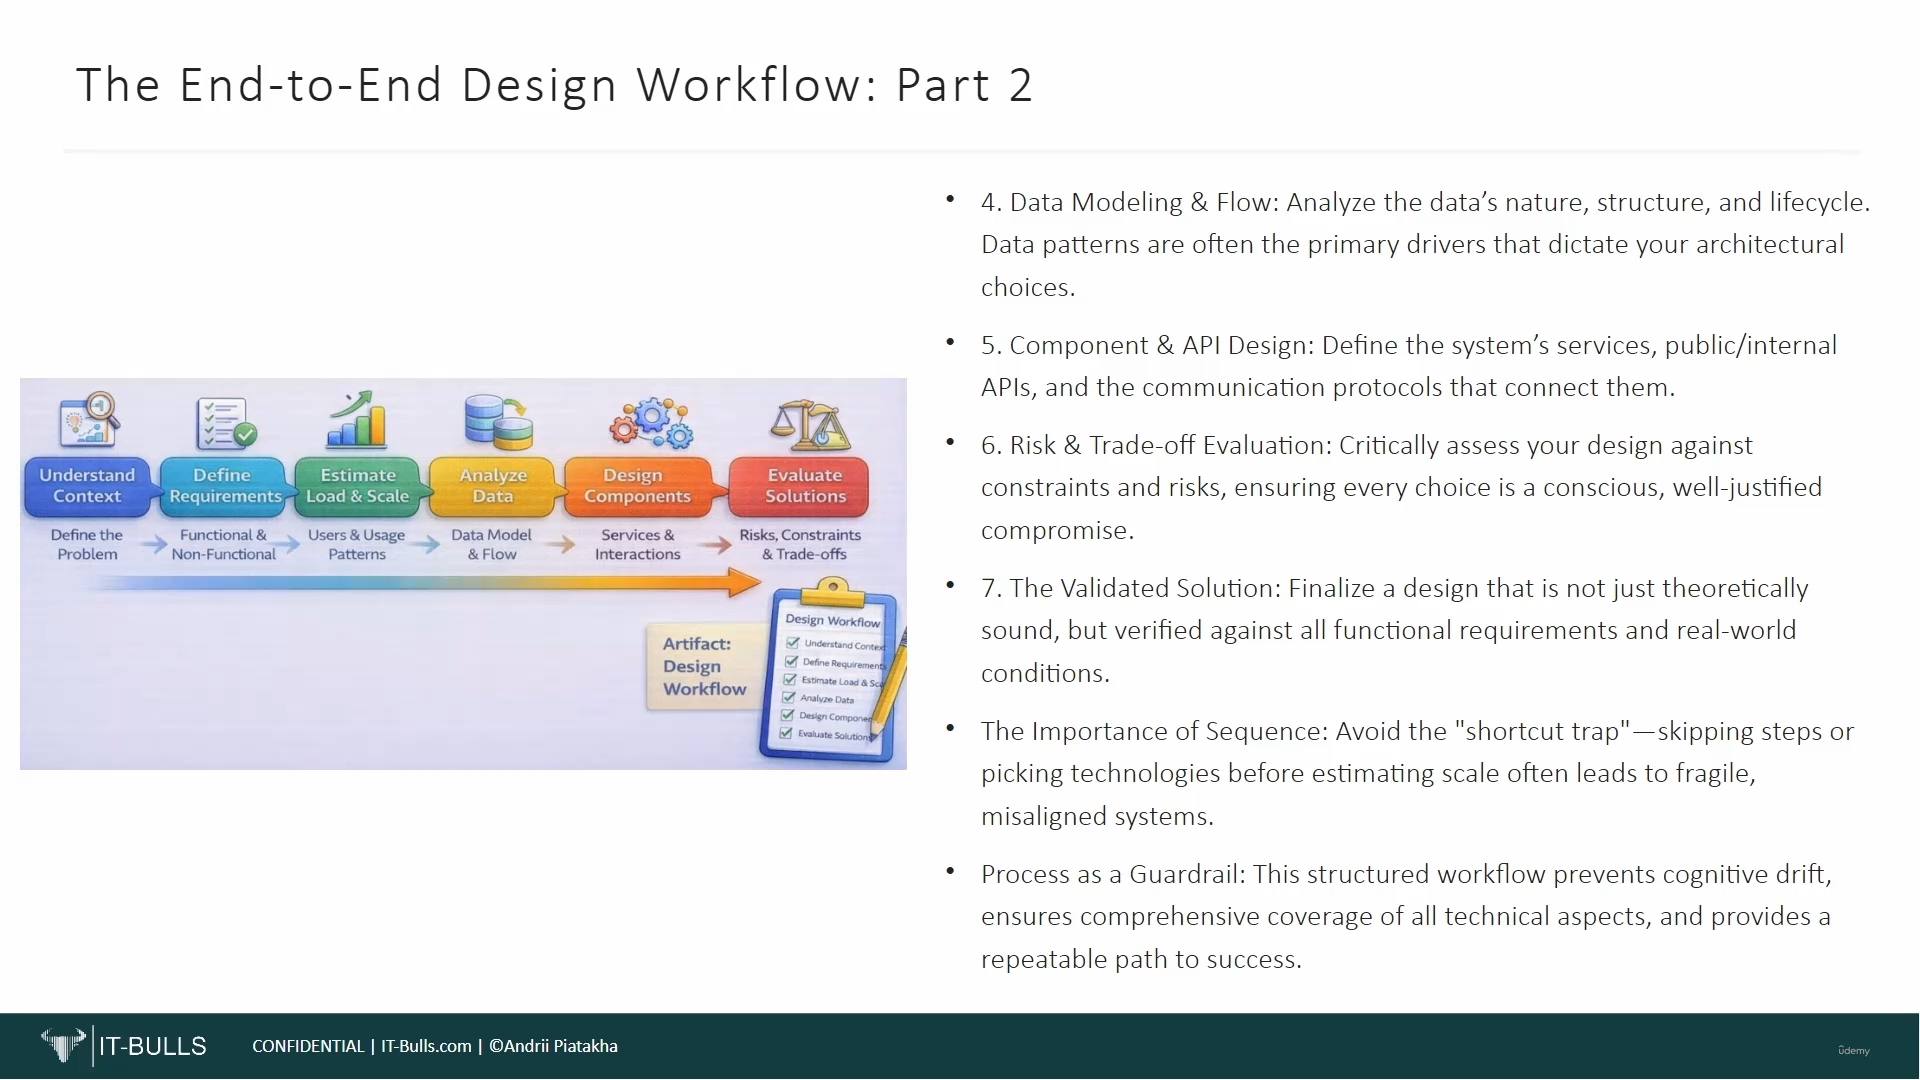 The End-to-End Design Workflow: Part 2
Understand
Context
Define
Requirements
Estimate
Load & Scale
Analyze
Data
Design
Components
Evaluate
Solutions
Define the
Problem
Functional &
Non-Functional
Users & Usage
Patterns
Data Model
& Flow
Services &
Interactions
Risks, Constraints
& Trade-offs
Artifact:
Design
Workflow
Design Workflow
Understand Contex
Define Requirements
Estimate Load & Sca
Analyze Data
Design Componen
Evaluate Solutions
• 4. Data Modeling & Flow: Analyze the data’s nature, structure, and lifecycle.
Data patterns are often the primary drivers that dictate your architectural
choices.
• 5. Component & API Design: Define the system’s services, public/internal
APIs, and the communication protocols that connect them.
• 6. Risk & Trade-off Evaluation: Critically assess your design against
constraints and risks, ensuring every choice is a conscious, well-justified
compromise.
• 7. The Validated Solution: Finalize a design that is not just theoretically
sound, but verified against all functional requirements and real-world
conditions.
• The Importance of Sequence: Avoid the "shortcut trap"—skipping steps or
picking technologies before estimating scale often leads to fragile,
misaligned systems.
• Process as a Guardrail: This structured workflow prevents cognitive drift,
ensures comprehensive coverage of all technical aspects, and provides a
repeatable path to success.
IT-BULLS
CONFIDENTIAL | IT-Bulls.com | ©Andrii Piatakha
udemy